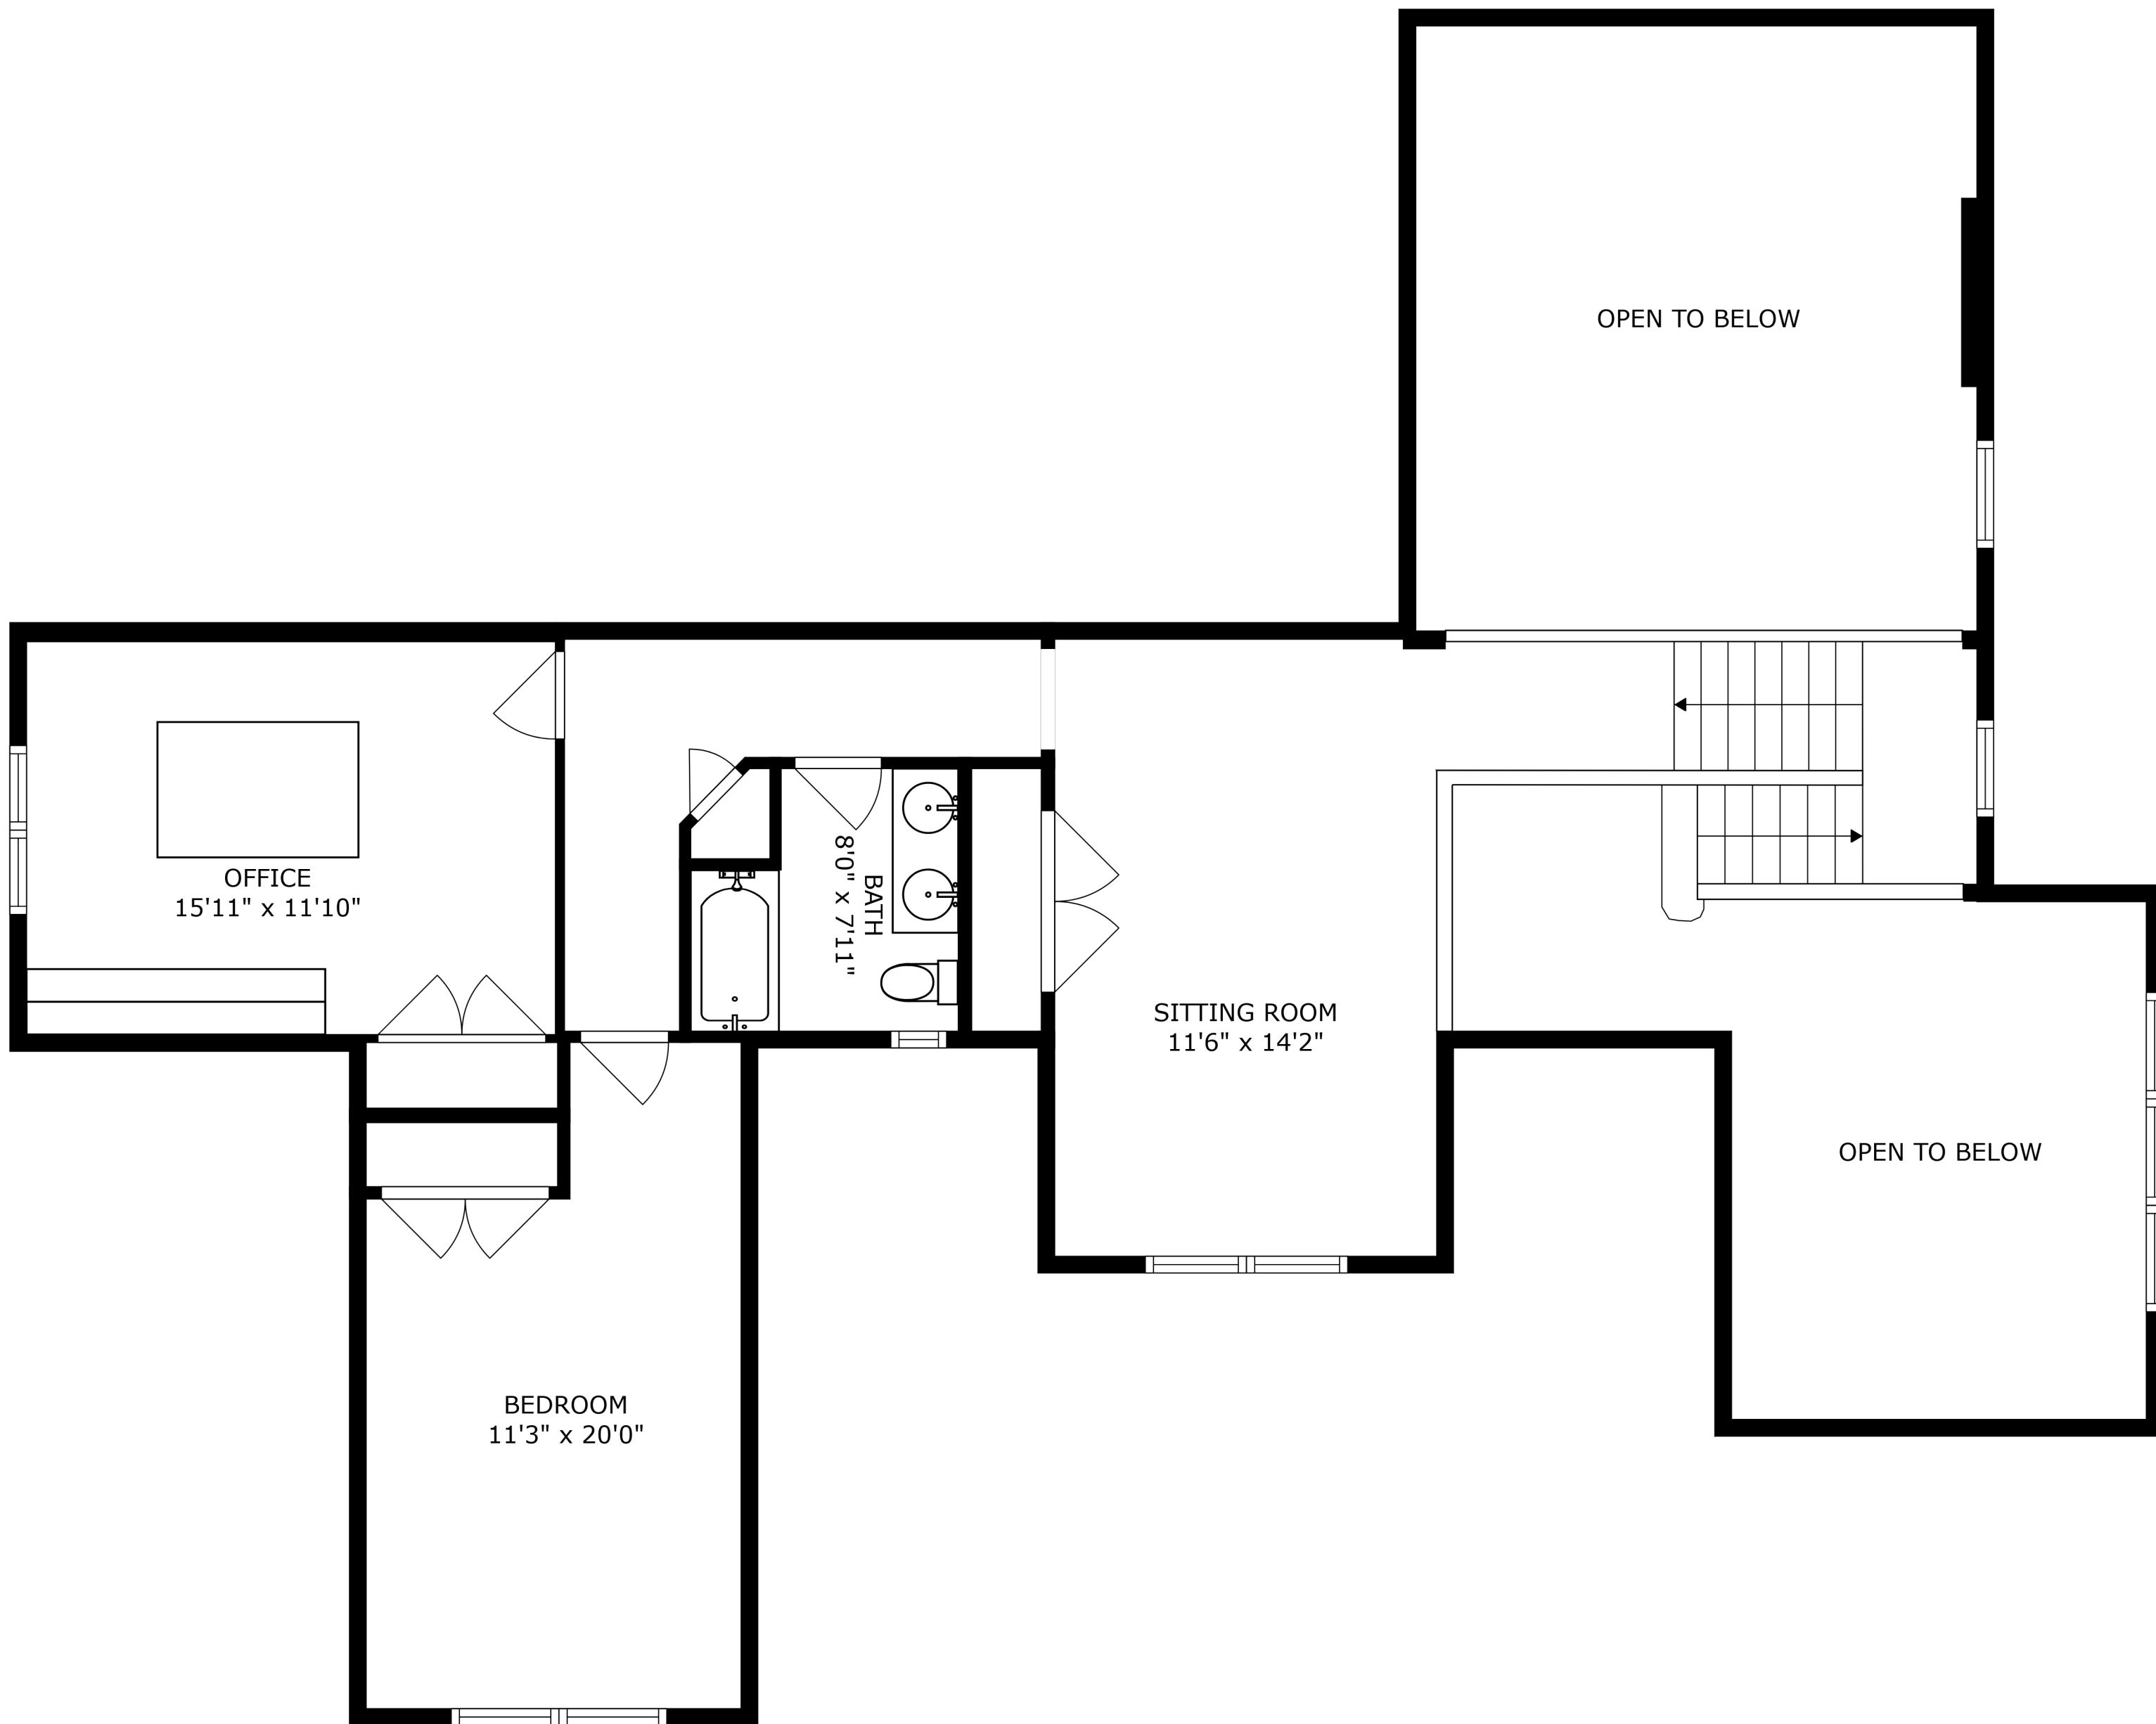 OPEN TO BELOW
OFFICE
15'11" x 11'10"
BATH
8'0" x 7'11"
SITTING ROOM
11'6" x 14'2"
OPEN TO BELOW
BEDROOM
11'3" x 20'0"